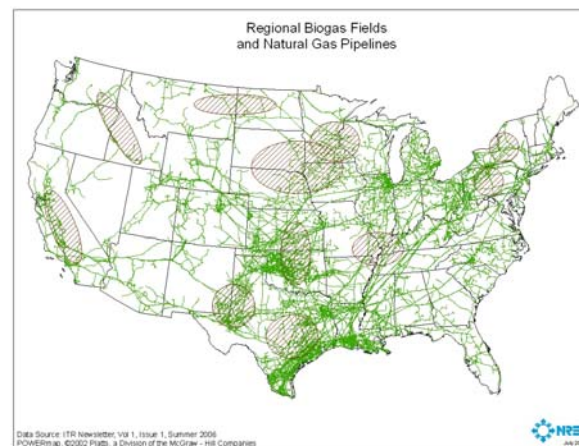 Regional Biogas Fields
and Natural Gas Pipelines
Data Source: ITR Newsletter, Vol 1, Issue 1, Summer 2006
POWERmap, ©2002 Platts, a Division of the McGraw - Hill Companies
NRE